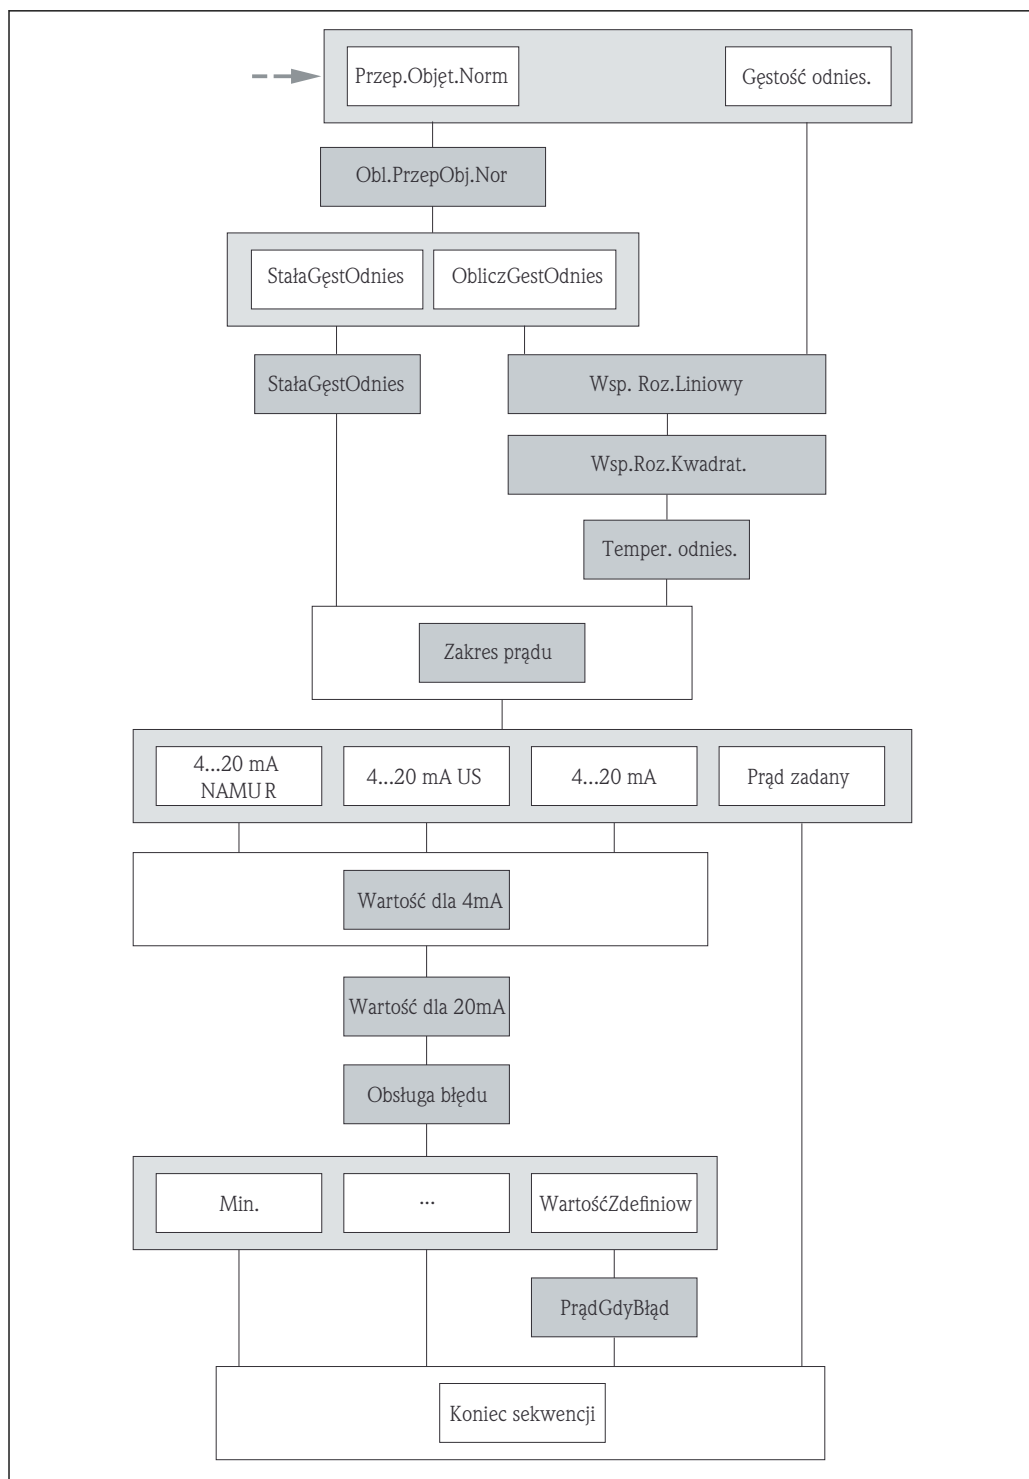 Przep.Objęt.Norm
Gęstość odnies.
Obl.PrzepObj.Nor
StałaGęstOdnies
ObliczGestOdnies
StałaGęstOdnies
Wsp. Roz.Liniowy
Wsp.Roz.Kwadrat.
Temper. odnies.
Zakres prądu
4...20 mA
NAMUR
4...20 mA US
4...20 mA
Prąd zadany
Wartość dla 4mA
Wartość dla 20mA
Obsługa błędu
Min.
...
WartośćZdefiniow
PrądGdyBłąd
Koniec sekwencji